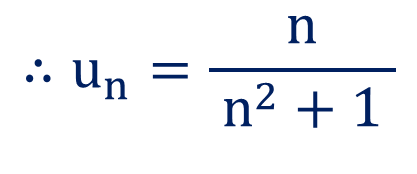 ∴ uₙ = n / (n² + 1)